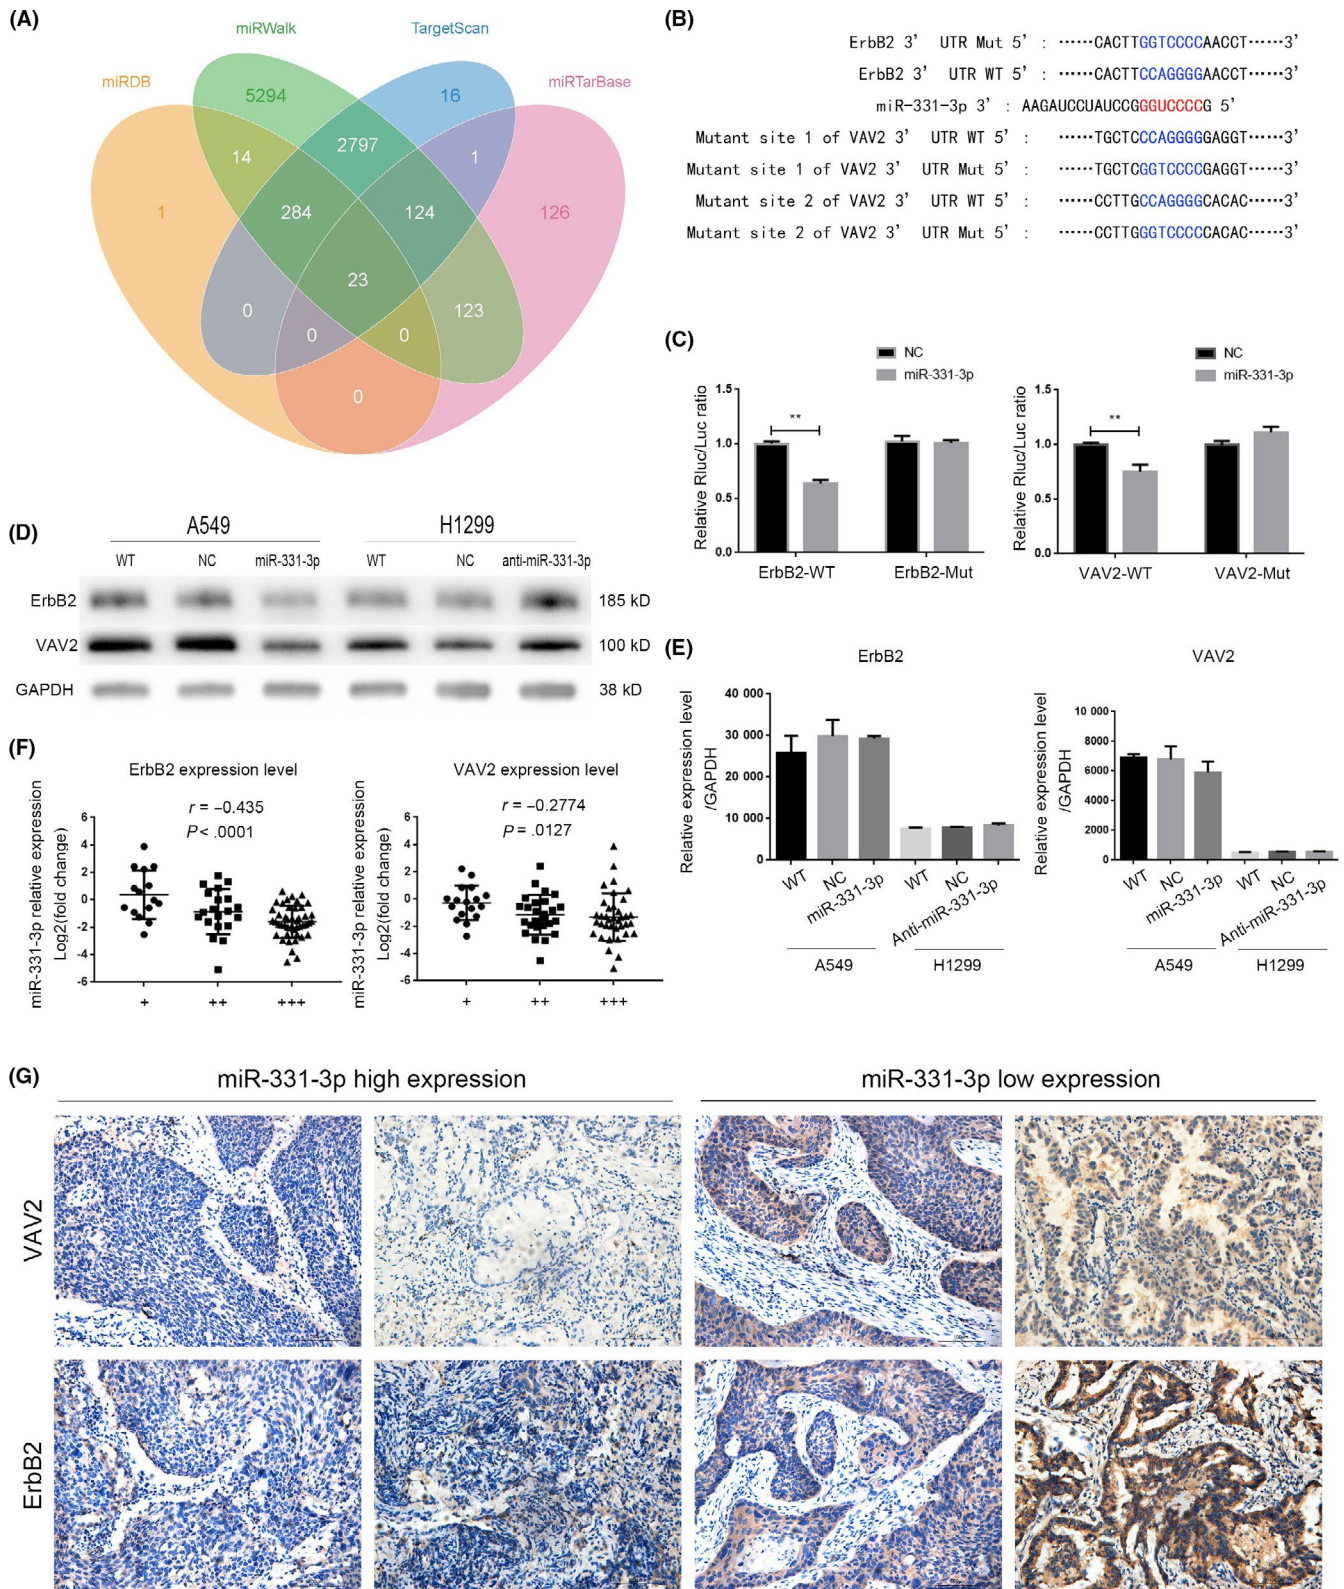 (A)
miRWalk
TargetScan
miRDB
miRTarBase
5294
16
14
2797
1
1
284
124
126
23
0
123
0
0
0
(B)
ErbB2 3’ UTR Mut 5’ : ······CACTTGGTCCCCAACCT······3’
ErbB2 3’ UTR WT 5’ : ······CACTTCCAGGGGAACCT······3’
miR-331-3p 3’ : AAGAUCCUAUCCGGGUCCCCG 5’
Mutant site 1 of VAV2 3’ UTR WT 5’ : ······TGCTCCCAGGGGGAGGT······3’
Mutant site 1 of VAV2 3’ UTR Mut 5’ : ······TGCTCGGTCCCCGAGGT······3’
Mutant site 2 of VAV2 3’ UTR WT 5’ : ······CCTTGCCAGGGGCACAC······3’
Mutant site 2 of VAV2 3’ UTR Mut 5’ : ······CCTTGGGTCCCCCACAC······3’
(C)
NC
miR-331-3p
Relative Rluc/Luc ratio
1.5
1.0
0.5
0.0
**
ErbB2-WT ErbB2-Mut
NC
miR-331-3p
Relative Rluc/Luc ratio
1.5
1.0
0.5
0.0
**
VAV2-WT VAV2-Mut
(D)
A549 H1299
WT NC miR-331-3p WT NC anti-miR-331-3p
ErbB2 185 kD
VAV2 100 kD
GAPDH 38 kD
(E)
ErbB2
Relative expression level
/GAPDH
40 000
30 000
20 000
10 000
0
WT NC miR-331-3p WT NC Anti-miR-331-3p
A549 H1299
VAV2
Relative expression level
/GAPDH
10 000
8000
6000
4000
2000
0
WT NC miR-331-3p WT NC Anti-miR-331-3p
A549 H1299
(F)
ErbB2 expression level
r = −0.435
P < .0001
miR-331-3p relative expression
Log2(fold change)
6
4
2
0
-2
-4
-6
+ ++ +++
VAV2 expression level
r = −0.2774
P = .0127
miR-331-3p relative expression
Log2(fold change)
6
4
2
0
-2
-4
-6
+ ++ +++
(G)
miR-331-3p high expression miR-331-3p low expression
VAV2
ErbB2